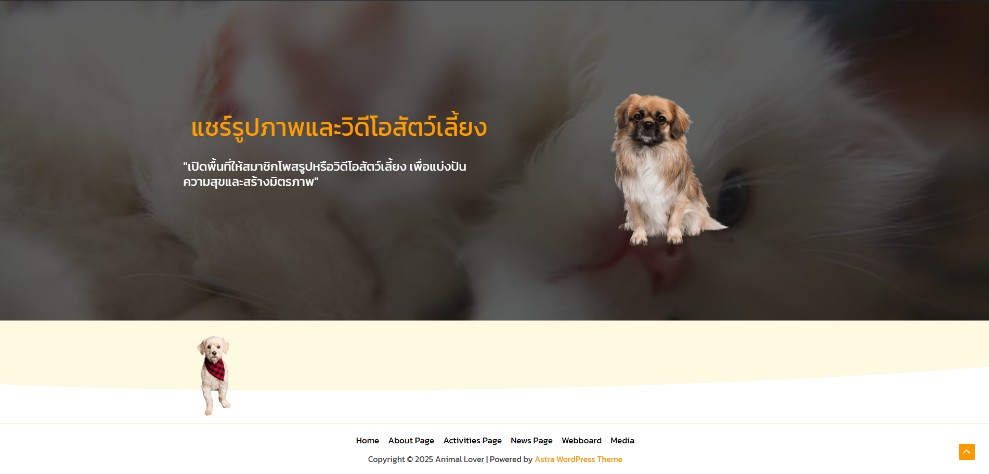 แชร์รูปภาพและวิดีโอสัตว์เลี้ยง
"เปิดพื้นที่ให้สมาชิกโพสรูปหรือวิดีโอสัตว์เลี้ยง เพื่อแบ่งปัน
ความสุขและสร้างมิตรภาพ"
Home About Page Activities Page News Page Webboard Media
Copyright © 2025 Animal Lover | Powered by Astra WordPress Theme